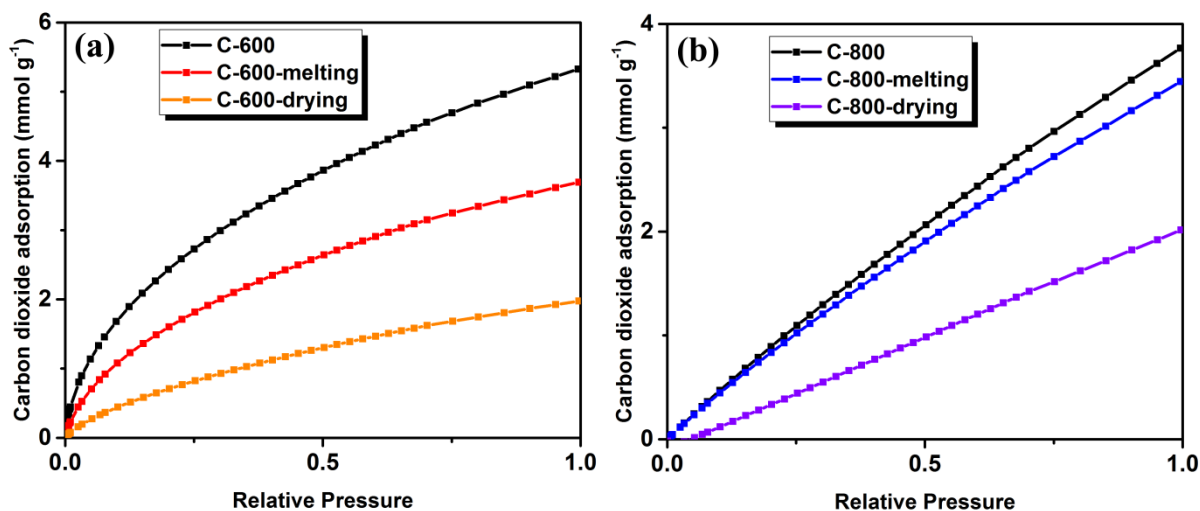 (a)
C-600
C-600-melting
C-600-drying
Carbon dioxide adsorption (mmol g⁻¹)
6
4
2
0
0.0
0.5
1.0
Relative Pressure
(b)
C-800
C-800-melting
C-800-drying
Carbon dioxide adsorption (mmol g⁻¹)
4
2
0
0.0
0.5
1.0
Relative Pressure